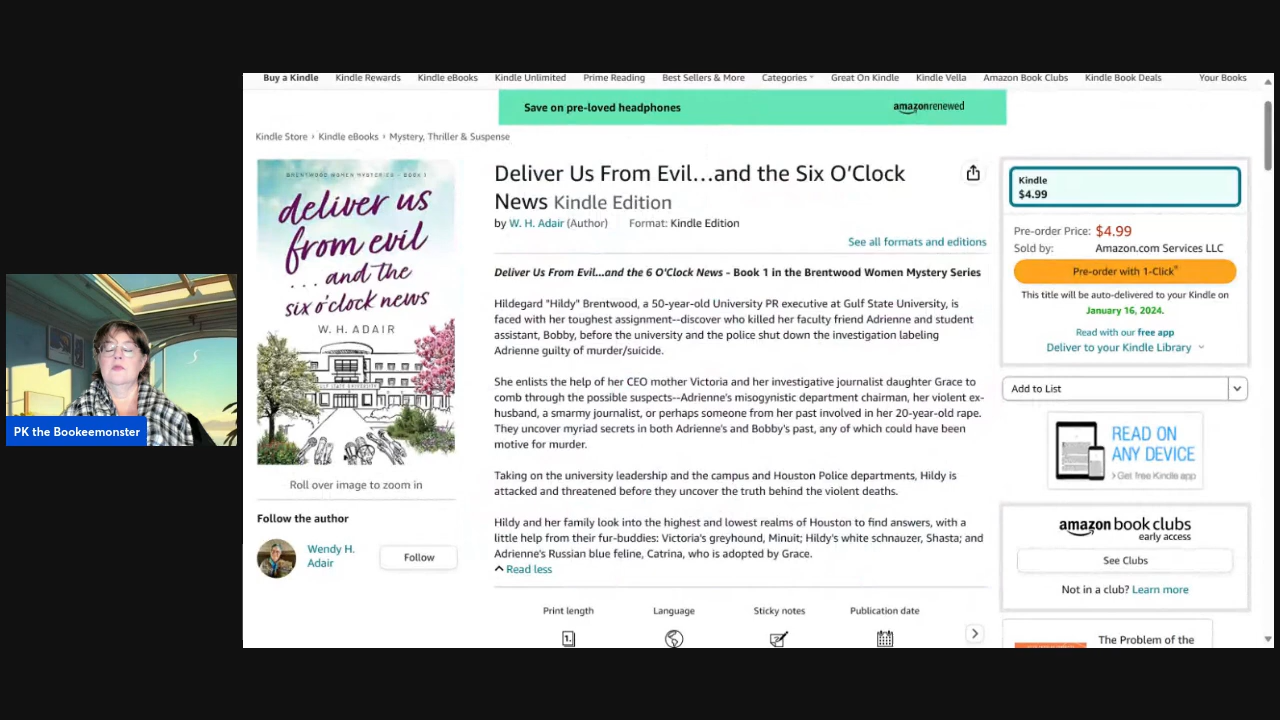 Buy a Kindle Kindle Rewards Kindle eBooks Kindle Unlimited Prime Reading Best Sellers & More Categories Great On Kindle Kindle Vella Amazon Book Clubs Kindle Book Deals Your Books
Save on pre-loved headphones amazonrenewed
Kindle Store › Kindle eBooks › Mystery, Thriller & Suspense
BRENTWOOD WOMEN MYSTERIES - BOOK 1
deliver us
from evil
...and the
six o'clock news
W. H. ADAIR
GULF STATE UNIVERSITY
Roll over image to zoom in
Follow the author
Wendy H.
Adair
Follow
PK the Bookeemonster
Deliver Us From Evil…and the Six O’Clock
News Kindle Edition
by W. H. Adair (Author) Format: Kindle Edition
See all formats and editions
Deliver Us From Evil...and the 6 O'Clock News - Book 1 in the Brentwood Women Mystery Series
Hildegard "Hildy" Brentwood, a 50-year-old University PR executive at Gulf State University, is
faced with her toughest assignment--discover who killed her faculty friend Adrienne and student
assistant, Bobby, before the university and the police shut down the investigation labeling
Adrienne guilty of murder/suicide.
She enlists the help of her CEO mother Victoria and her investigative journalist daughter Grace to
comb through the possible suspects--Adrienne's misogynistic department chairman, her violent ex-
husband, a smarmy journalist, or perhaps someone from her past involved in her 20-year-old rape.
They uncover myriad secrets in both Adrienne's and Bobby's past, any of which could have been
motive for murder.
Taking on the university leadership and the campus and Houston Police departments, Hildy is
attacked and threatened before they uncover the truth behind the violent deaths.
Hildy and her family look into the highest and lowest realms of Houston to find answers, with a
little help from their fur-buddies: Victoria's greyhound, Minuit; Hildy's white schnauzer, Shasta; and
Adrienne's Russian blue feline, Catrina, who is adopted by Grace.
Read less
Print length Language Sticky notes Publication date
Kindle
$4.99
Pre-order Price: $4.99
Sold by: Amazon.com Services LLC
Pre-order with 1-Click®
This title will be auto-delivered to your Kindle on
January 16, 2024.
Read with our free app
Deliver to your Kindle Library
Add to List
READ ON
ANY DEVICE
› Get free Kindle app
amazon book clubs
early access
See Clubs
Not in a club? Learn more
The Problem of the